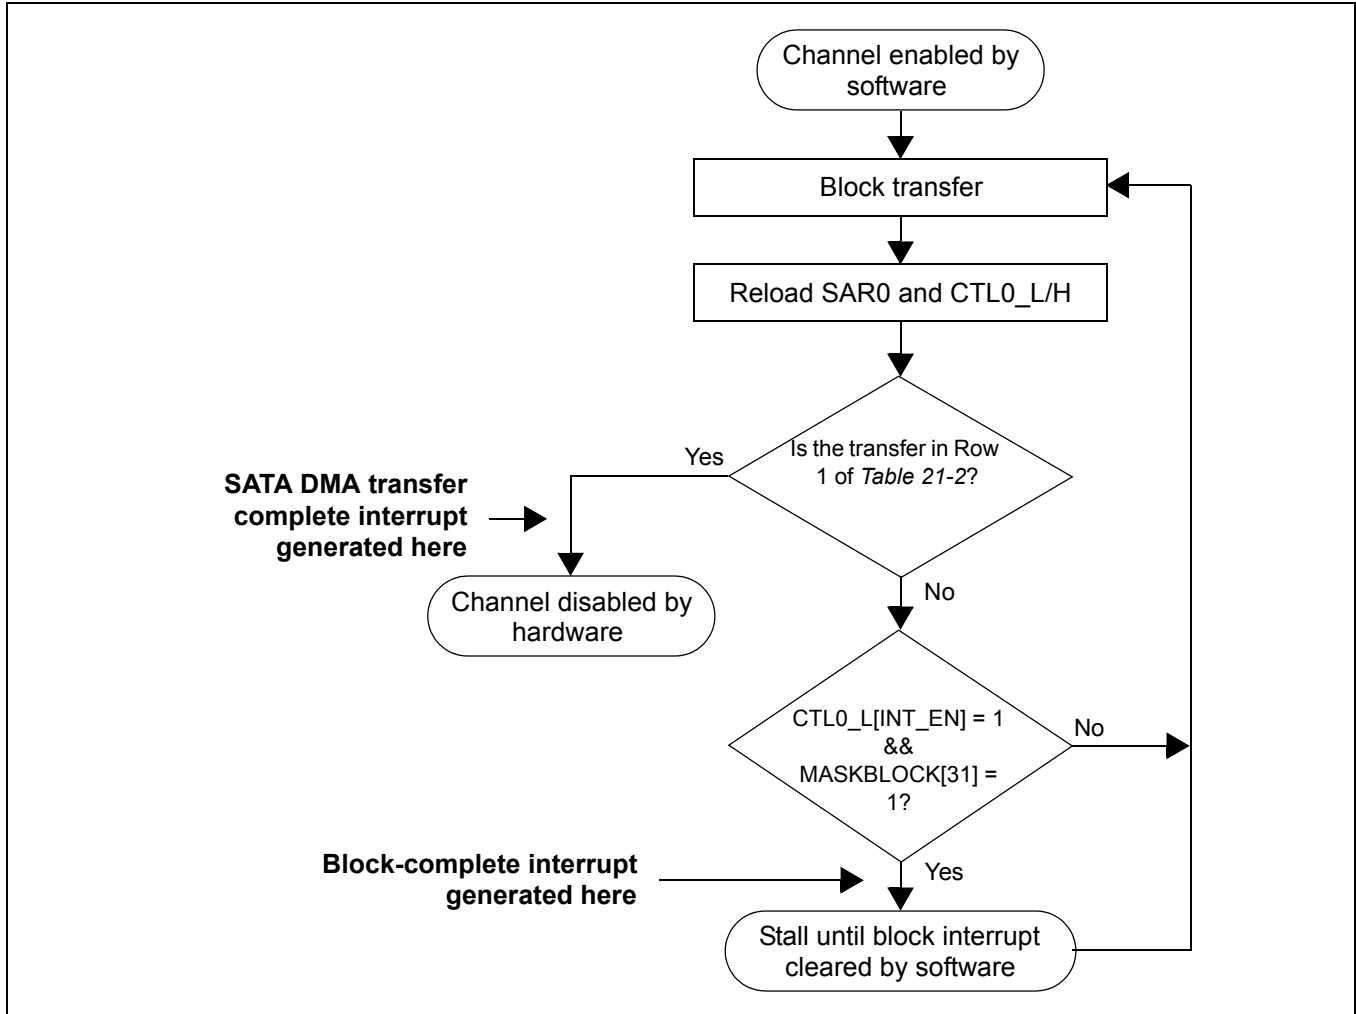 Channel enabled by
software
Block transfer
Reload SAR0 and CTL0_L/H
Is the transfer in Row
1 of Table 21-2?
Yes
SATA DMA transfer
complete interrupt
generated here
Channel disabled by
hardware
No
CTL0_L[INT_EN] = 1
&&
MASKBLOCK[31] =
1?
No
Block-complete interrupt
generated here
Yes
Stall until block interrupt
cleared by software